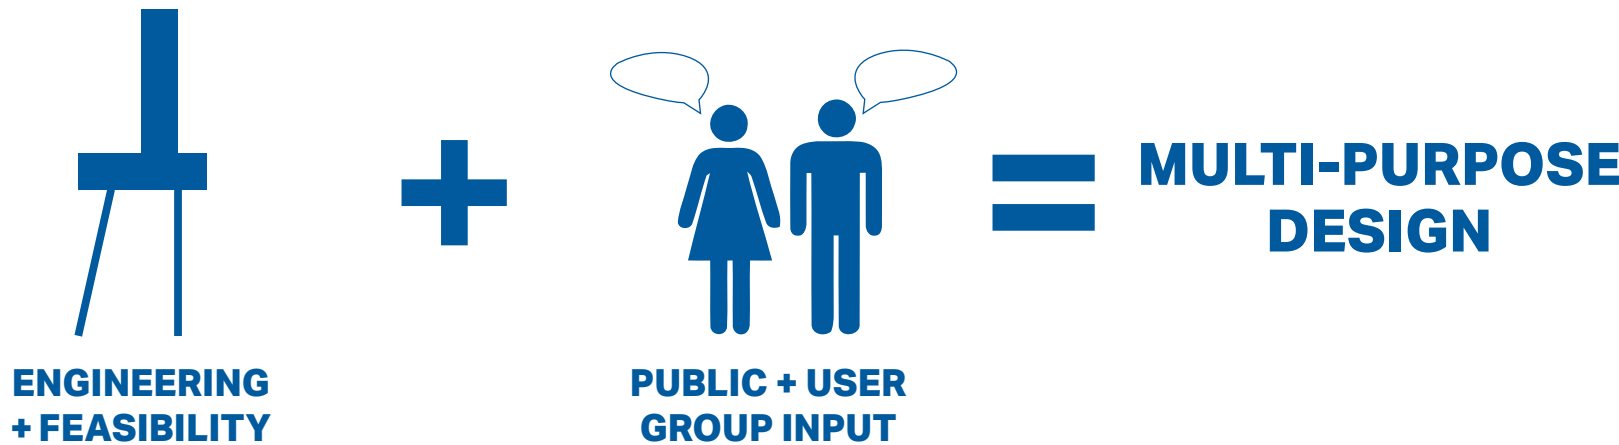 MULTI-PURPOSE
DESIGN
ENGINEERING
+ FEASIBILITY
PUBLIC + USER
GROUP INPUT